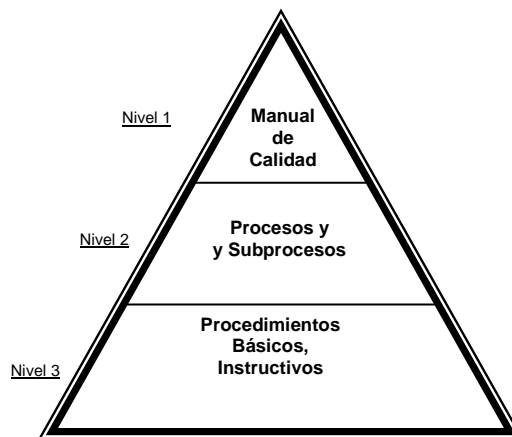 Nivel 1
Manual
de
Calidad
Nivel 2
Procesos y
y Subprocesos
Procedimientos
Básicos,
Instructivos
Nivel 3